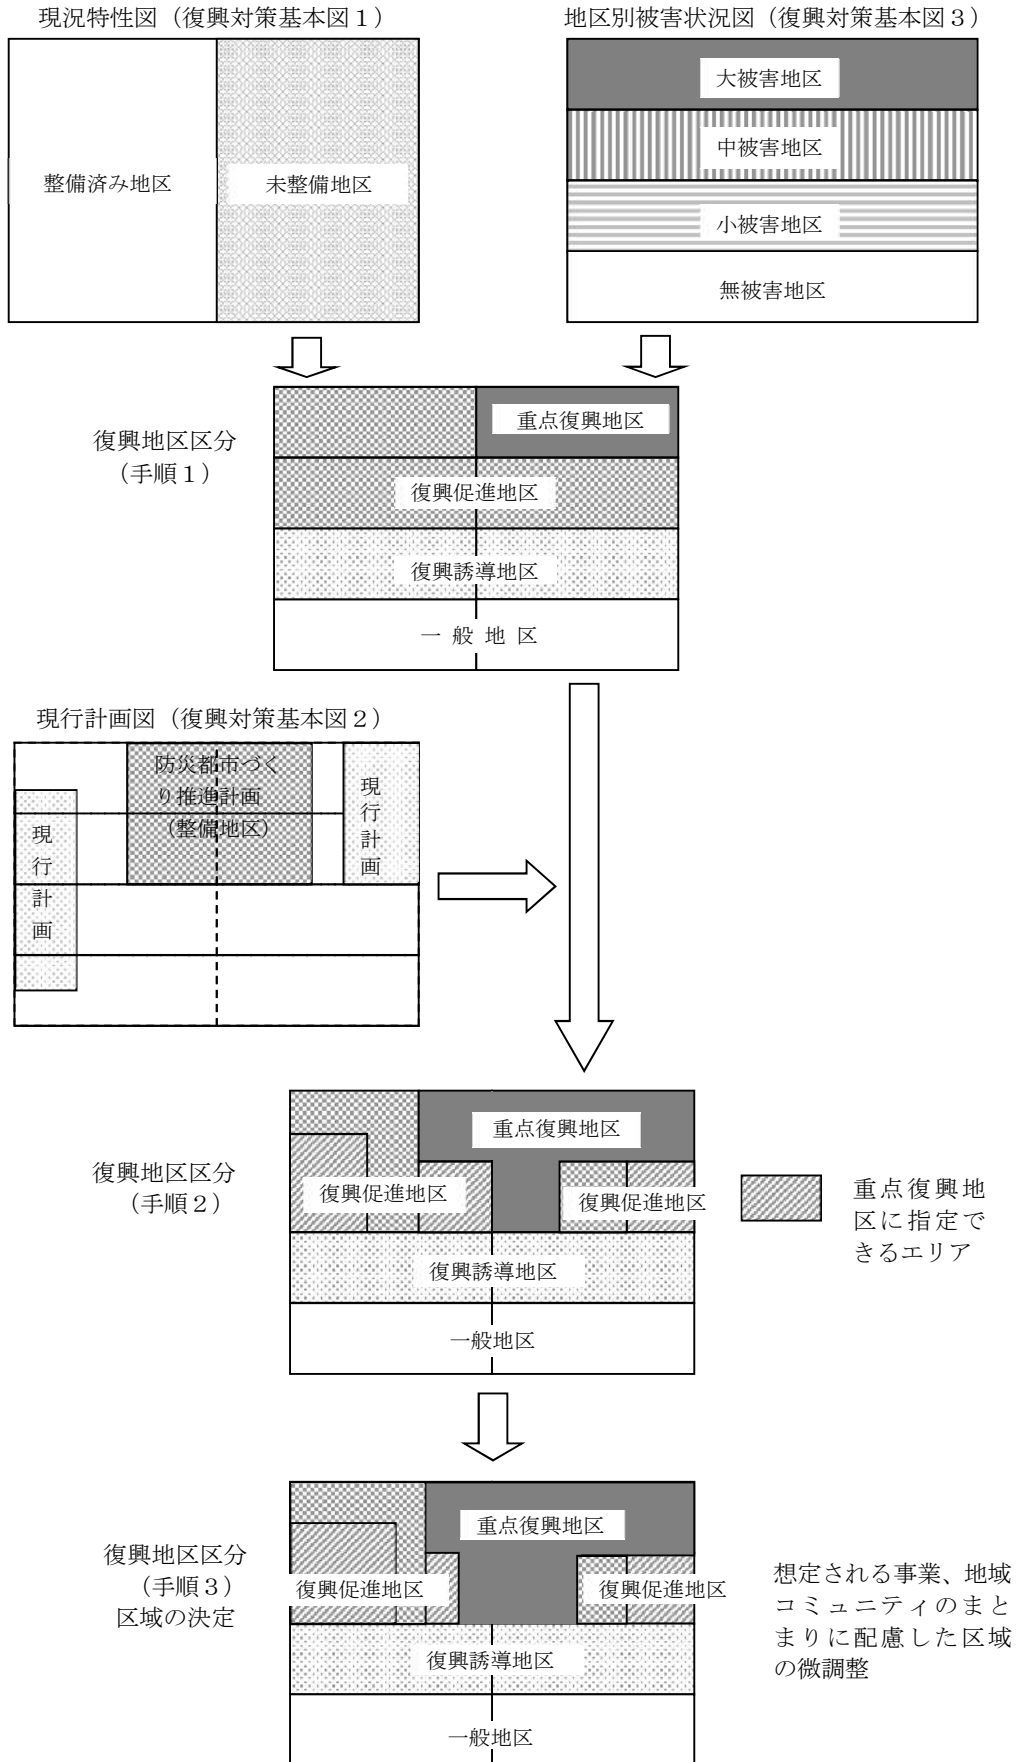 現況特性図（復興対策基本図１）
地区別被害状況図（復興対策基本図３）
整備済み地区
未整備地区
大被害地区
中被害地区
小被害地区
無被害地区
復興地区区分
（手順１）
重点復興地区
復興促進地区
復興誘導地区
一 般 地 区
現行計画図（復興対策基本図２）
防災都市づく
り推進計画
（整備地区）
現
行
計
画
現
行
計
画
復興地区区分
（手順２）
重点復興地区
復興促進地区
復興促進地区
復興誘導地区
一般地区
重点復興地
区に指定で
きるエリア
復興地区区分
（手順３）
区域の決定
重点復興地区
復興促進地区
復興促進地区
復興誘導地区
一般地区
想定される事業、地域
コミュニティのまと
まりに配慮した区域
の微調整